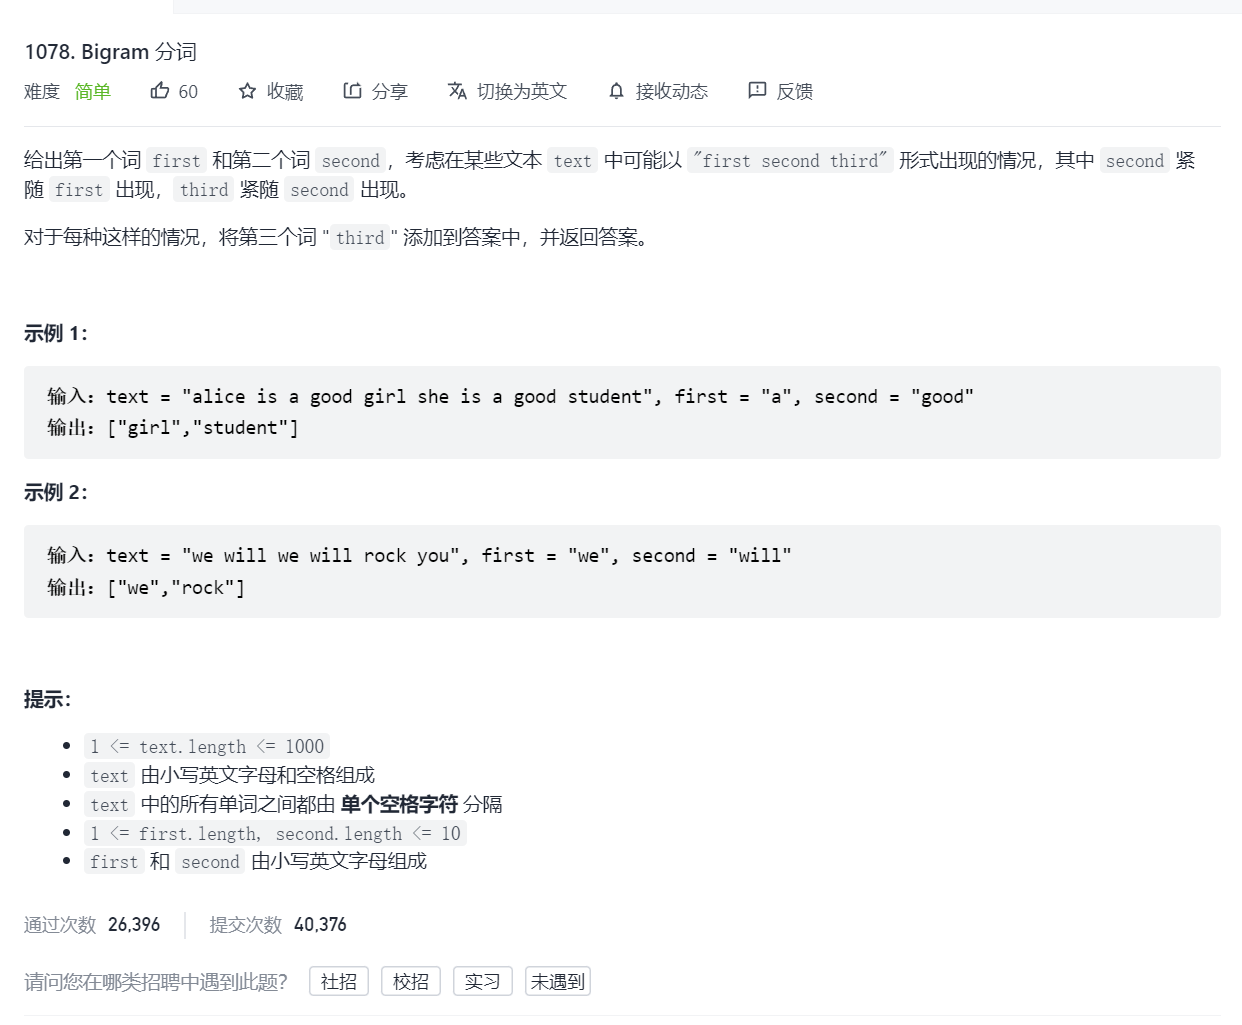 1078. Bigram 分词
难度 简单 60 收藏 分享 切换为英文 接收动态 反馈
给出第一个词 first 和第二个词 second，考虑在某些文本 text 中可能以 "first second third" 形式出现的情况，其中 second 紧
随 first 出现，third 紧随 second 出现。
对于每种这样的情况，将第三个词 "third" 添加到答案中，并返回答案。
示例 1：
输入：text = "alice is a good girl she is a good student", first = "a", second = "good"
输出：["girl","student"]
示例 2：
输入：text = "we will we will rock you", first = "we", second = "will"
输出：["we","rock"]
提示：
• 1 <= text.length <= 1000
• text 由小写英文字母和空格组成
• text 中的所有单词之间都由 单个空格字符 分隔
• 1 <= first.length, second.length <= 10
• first 和 second 由小写英文字母组成
通过次数 26,396 提交次数 40,376
请问您在哪类招聘中遇到此题？ 社招 校招 实习 未遇到